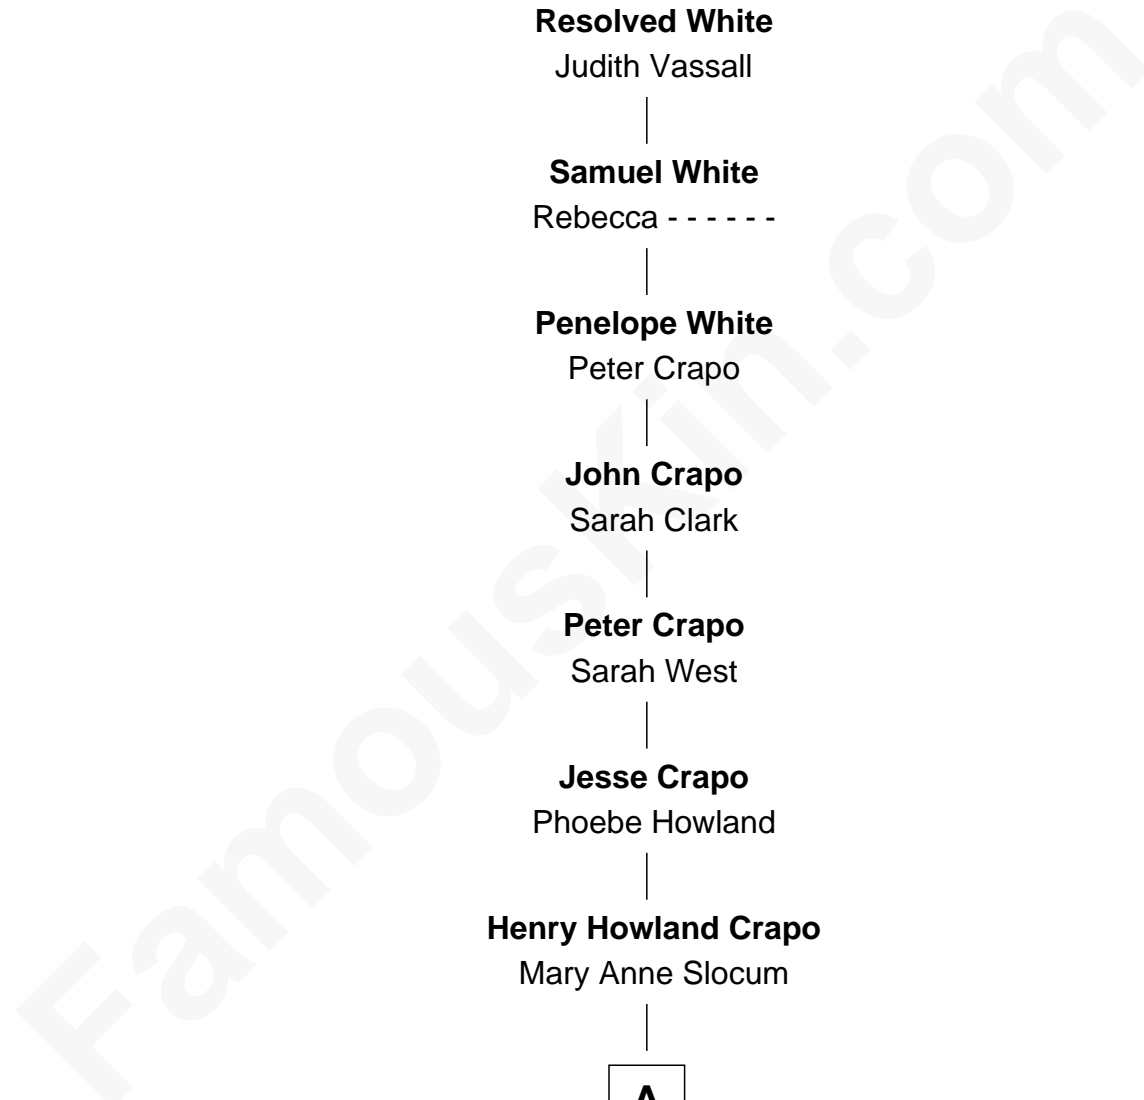 Resolved White
Judith Vassall
Samuel White
Rebecca - - - - - -
Penelope White
Peter Crapo
John Crapo
Sarah Clark
Peter Crapo
Sarah West
Jesse Crapo
Phoebe Howland
Henry Howland Crapo
Mary Anne Slocum
A
FamousKin.com